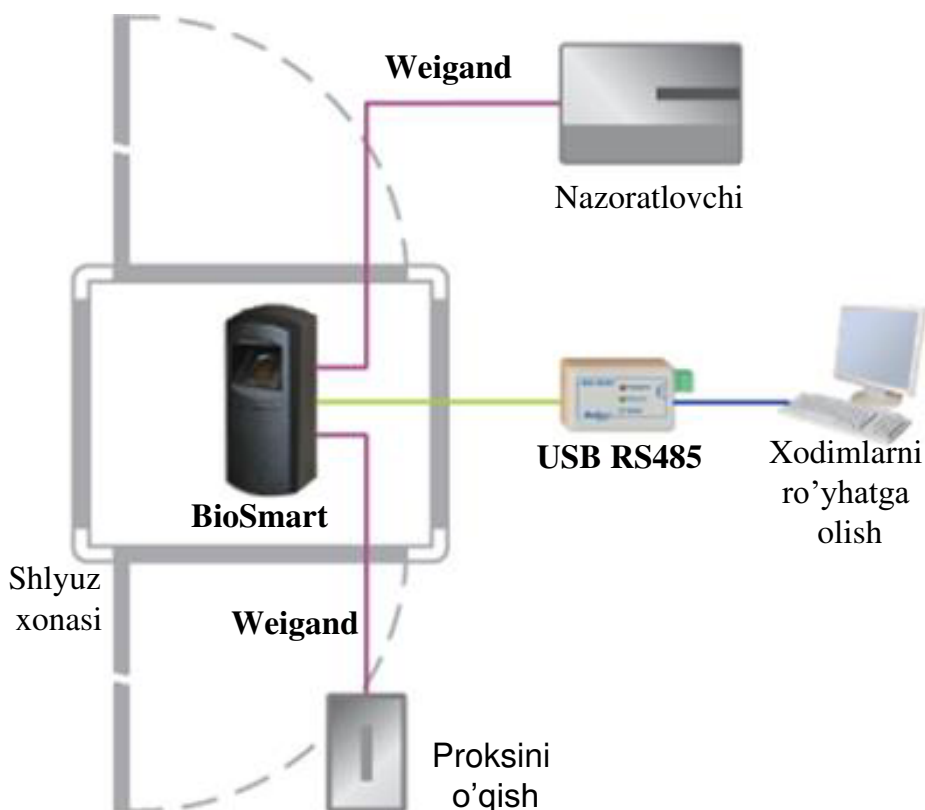 Weigand
Nazoratlovchi
BioSmart
USB RS485
Xodimlarni
ro’yhatga
olish
Shlyuz
xonasi
Weigand
Proksini
o’qish